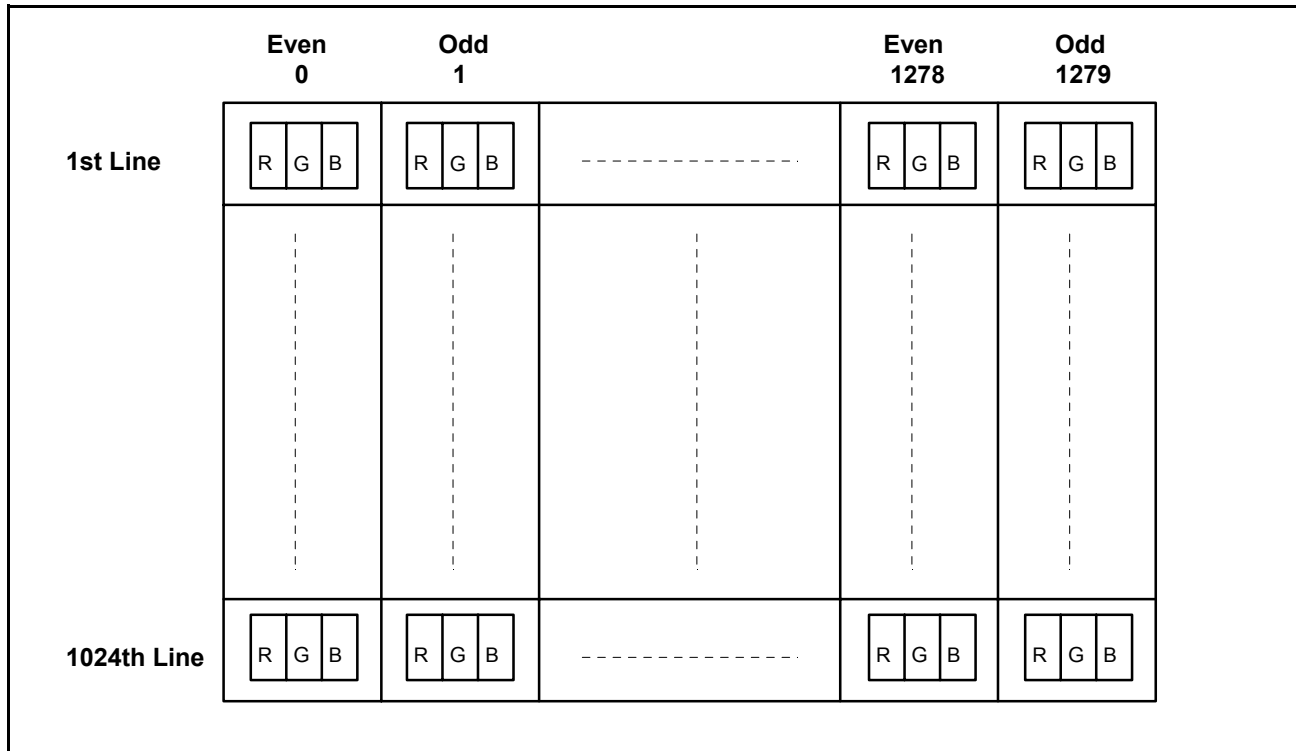 Even Odd Even Odd
0 1 1278 1279
1st Line R G B R G B R G B R G B
1024th Line R G B R G B R G B R G B